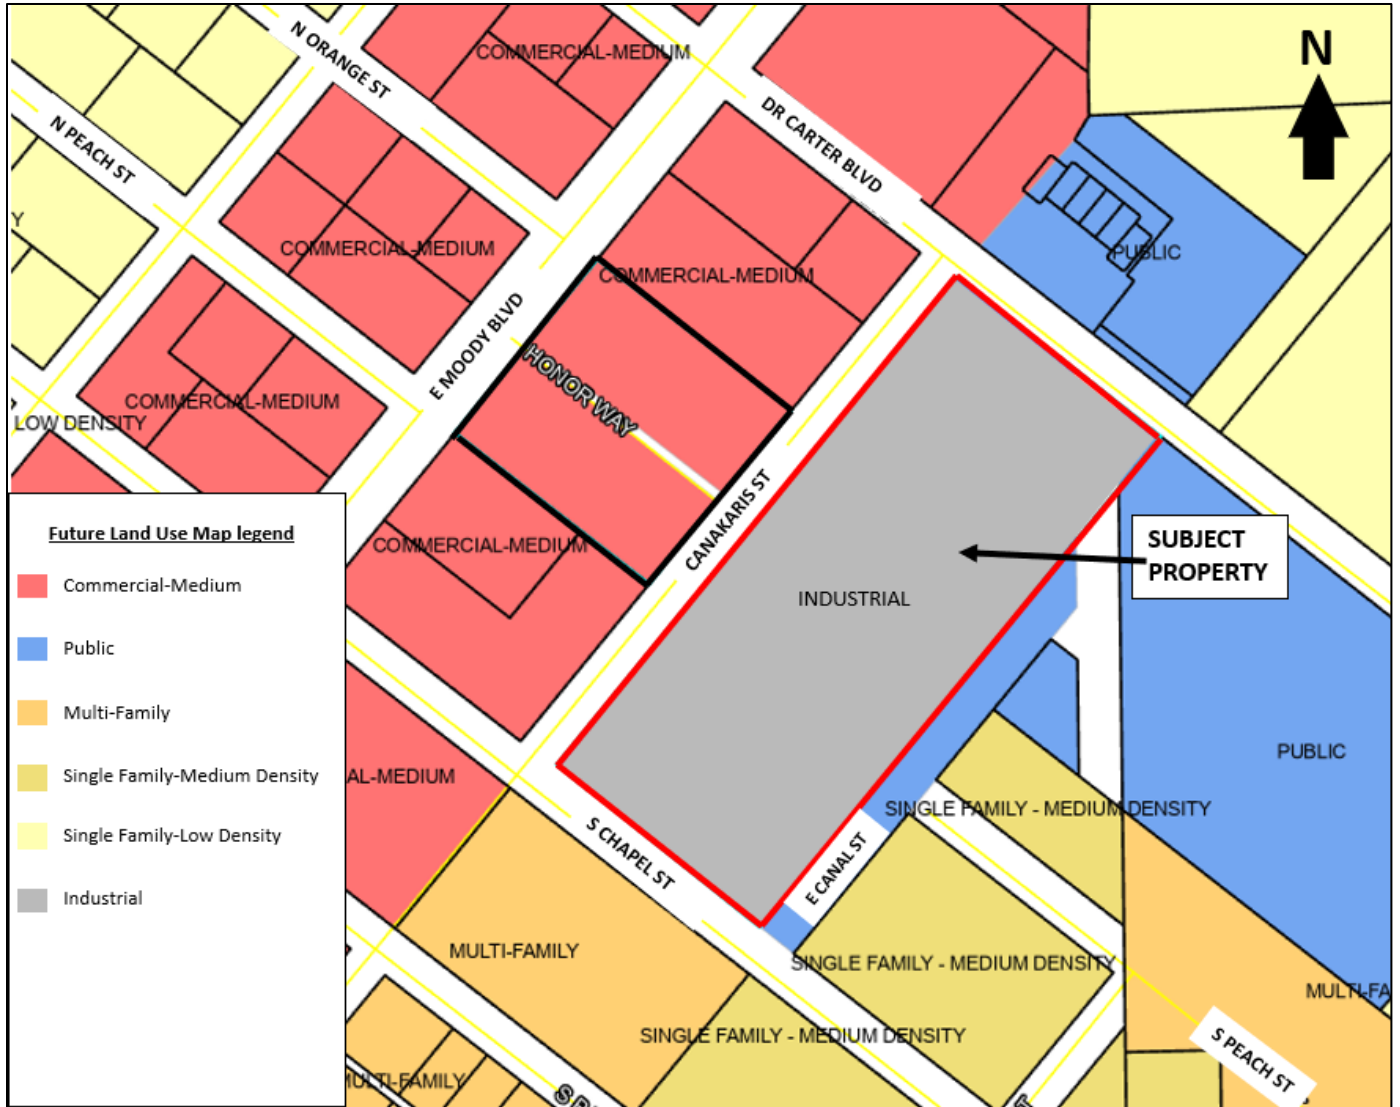 N ORANGE ST
COMMERCIAL-MEDIUM
N
DR CARTER BLVD
N PEACH ST
Y
COMMERCIAL-MEDIUM
PUBLIC
COMMERCIAL-MEDIUM
E MOODY BLVD
HONOR WAY
COMMERCIAL-MEDIUM
LOW DENSITY
CANAKARIS ST
COMMERCIAL-MEDIUM
SUBJECT
PROPERTY
INDUSTRIAL
Future Land Use Map legend
Commercial-Medium
Public
Multi-Family
Single Family-Medium Density
Single Family-Low Density
Industrial
PUBLIC
AL-MEDIUM
SINGLE FAMILY - MEDIUM DENSITY
S CHAPEL ST
E CANAL ST
MULTI-FAMILY
SINGLE FAMILY - MEDIUM DENSITY
MULTI-FA
SINGLE FAMILY - MEDIUM DENSITY
S PEACH ST
MULTI-FAMILY